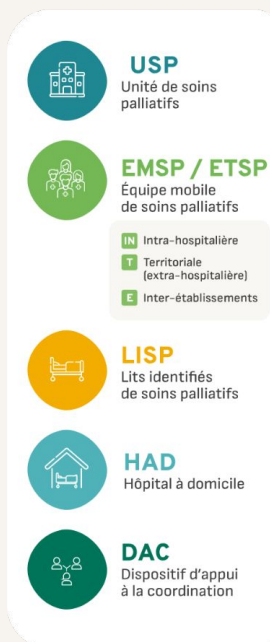 USP
Unité de soins
palliatifs
EMSP / ETSP
Équipe mobile
de soins palliatifs
IN Intra-hospitalière
T Territoriale
(extra-hospitalière)
E Inter-établissements
LISP
Lits identifiés
de soins palliatifs
HAD
Hôpital à domicile
DAC
Dispositif d'appui
à la coordination